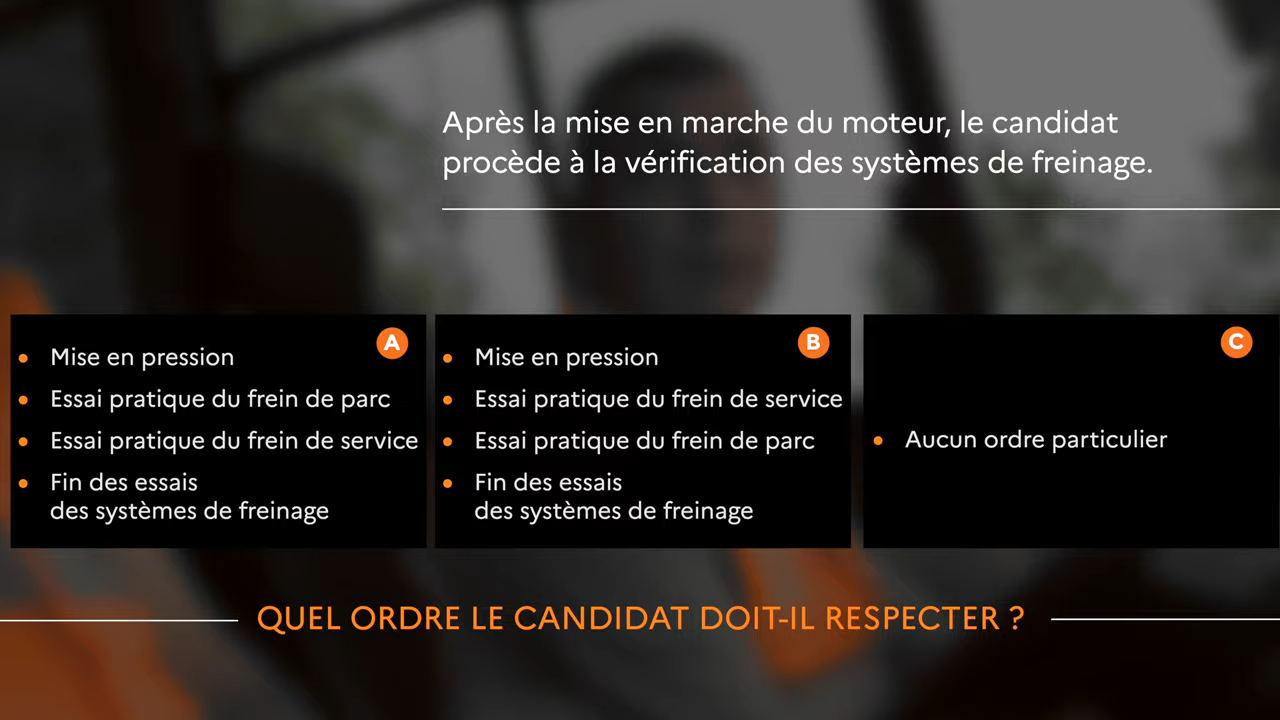 Après la mise en marche du moteur, le candidat
procède à la vérification des systèmes de freinage.
A
Mise en pression
Essai pratique du frein de parc
Essai pratique du frein de service
Fin des essais
des systèmes de freinage
B
Mise en pression
Essai pratique du frein de service
Essai pratique du frein de parc
Fin des essais
des systèmes de freinage
C
Aucun ordre particulier
QUEL ORDRE LE CANDIDAT DOIT-IL RESPECTER ?